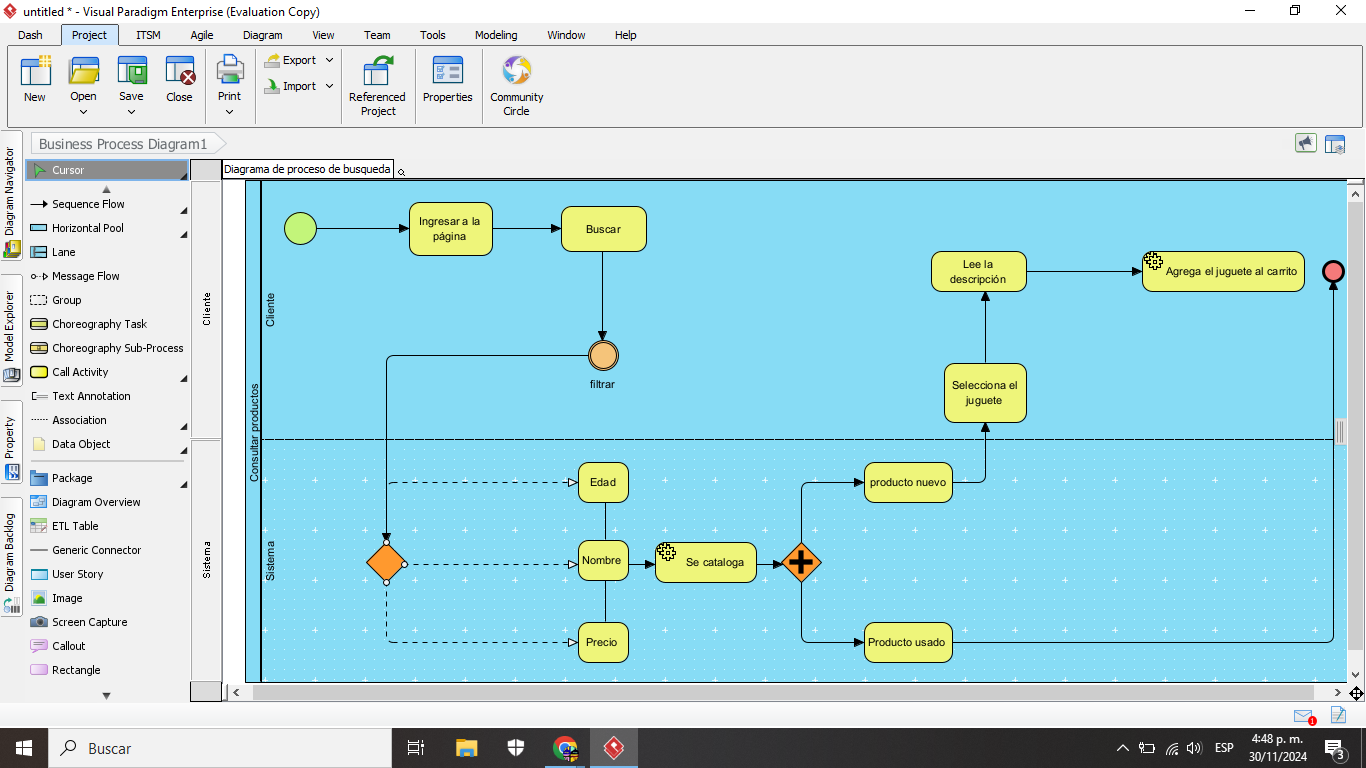 untitled * - Visual Paradigm Enterprise (Evaluation Copy)
Dash Project ITSM Agile Diagram View Team Tools Modeling Window Help
New
Open
Save
Close
Print
Export
Import
Referenced
Project
Properties
Community
Circle
Business Process Diagram1
Diagram Navigator
Model Explorer
Property
Diagram Backlog
Cursor
Sequence Flow
Horizontal Pool
Lane
Message Flow
Group
Choreography Task
Choreography Sub-Process
Call Activity
Text Annotation
Association
Data Object
Package
Diagram Overview
ETL Table
Generic Connector
User Story
Image
Screen Capture
Callout
Rectangle
Cliente
Sistema
Diagrama de proceso de busqueda
Consultar productos
Cliente
Sistema
Ingresar a la
página
Buscar
filtrar
Lee la
descripción
Agrega el juguete al carrito
Selecciona el
juguete
Edad
Nombre
Precio
Se cataloga
producto nuevo
Producto usado
1
Buscar
ESP
4:48 p. m.
30/11/2024
3